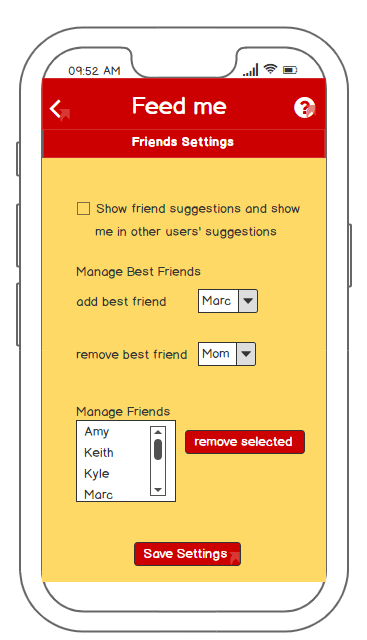 09:52 AM
Feed me
?
Friends Settings
Show friend suggestions and show
me in other users' suggestions
Manage Best Friends
add best friend Marc
remove best friend Mom
Manage Friends
Amy
remove selected
Keith
Kyle
Marc
Save Settings